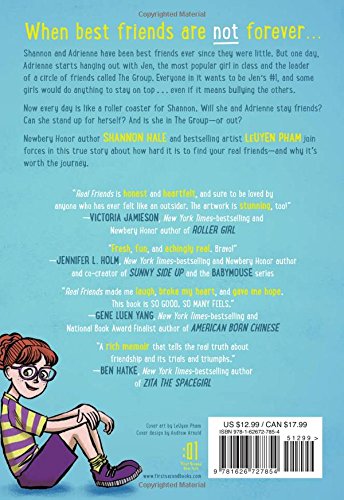 When best friends are not forever...
Shannon and Adrienne have been best friends ever since they were little. But one day,
Adrienne starts hanging out with Jen, the most popular girl in class and the leader
of a circle of friends called The Group. Everyone in it wants to be Jen's #1, and some
girls would do anything to stay on top . . . even if it means bullying the others.
Now every day is like a roller coaster for Shannon. Will she and Adrienne stay friends?
Can she stand up for herself? And is she in The Group—or out?
Newbery Honor author SHANNON HALE and bestselling artist LEUYEN PHAM join
forces in this true story about how hard it is to find your real friends—and why it's
worth the journey.
"Real Friends is honest and heartfelt, and sure to be loved by
anyone who has ever felt like an outsider. The artwork is stunning, too!"
—VICTORIA JAMIESON, New York Times-bestselling and
Newbery Honor author of ROLLER GIRL
"Fresh, fun, and achingly real. Bravo!"
—JENNIFER L. HOLM, New York Times-bestselling and Newbery Honor author
and co-creator of SUNNY SIDE UP and the BABYMOUSE series
"Real Friends made me laugh, broke my heart, and gave me hope.
This book is SO GOOD, SO MANY FEELS."
—GENE LUEN YANG, New York Times-bestselling and
National Book Award Finalist author of AMERICAN BORN CHINESE
"A rich memoir that tells the real truth about
friendship and its trials and triumphs."
—BEN HATKE, New York Times-bestselling author
of ZITA THE SPACEGIRL
Cover art by LeUyen Pham
Cover design by Andrew Arnold
:01
First Second
New York
www.firstsecondbooks.com
US $12.99 / CAN $17.99
ISBN 978-1-62672-785-4
51299>
9 781626 727854